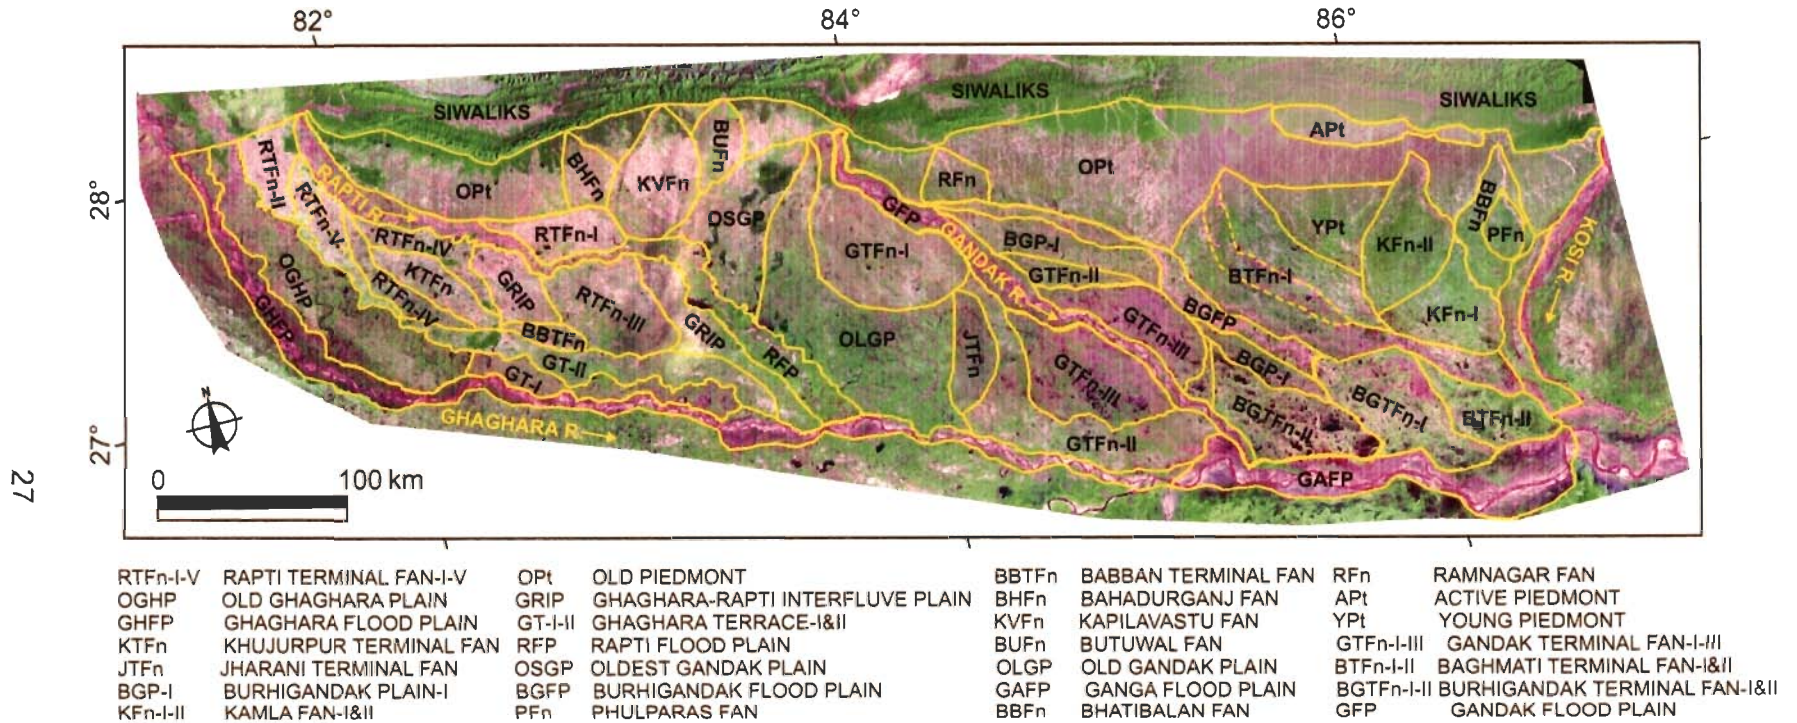 82° 84° 86°
SIWALIKS SIWALIKS SIWALIKS
APt
BUFn
RTFn-II BHFn KVFn RFn OPt
RTFn-V RAPTI R OPt OSGP GFP YPt BBFn PFn
28°
RTFn-IV RTFn-I GTFn-I GANDAK R. BGP-I KFn-II KOSI R
OGHP KTFn GRIP GTFn-II BTFn-I
GHFP RTFn-IV RTFn-III GTFn-III BGFP KFn-I
BBTFn GRIP RFP OLGP JTFn
GT-II GTFn-III BGP-I
GT-I BGTFn-II BGTFn-I BTFn-II
GHAGHARA R GTFn-II
27°
N
GAFP
0 100 km
27
RTFn-I-V RAPTI TERMINAL FAN-I-V OPt OLD PIEDMONT BBTFn BABBAN TERMINAL FAN RFn RAMNAGAR FAN
OGHP OLD GHAGHARA PLAIN GRIP GHAGHARA-RAPTI INTERFLUVE PLAIN BHFn BAHADURGANJ FAN APt ACTIVE PIEDMONT
GHFP GHAGHARA FLOOD PLAIN GT-I-II GHAGHARA TERRACE-I&II KVFn KAPILAVASTU FAN YPt YOUNG PIEDMONT
KTFn KHUJURPUR TERMINAL FAN RFP RAPTI FLOOD PLAIN BUFn BUTUWAL FAN GTFn-I-III GANDAK TERMINAL FAN-I-III
JTFn JHARANI TERMINAL FAN OSGP OLDEST GANDAK PLAIN OLGP OLD GANDAK PLAIN BTFn-I-II BAGHMATI TERMINAL FAN-I&II
BGP-I BURHIGANDAK PLAIN-I BGFP BURHIGANDAK FLOOD PLAIN GAFP GANGA FLOOD PLAIN BGTFn-I-II BURHIGANDAK TERMINAL FAN-I&II
KFn-I-II KAMLA FAN-I&II PFn PHULPARAS FAN BBFn BHATIBALAN FAN GFP GANDAK FLOOD PLAIN